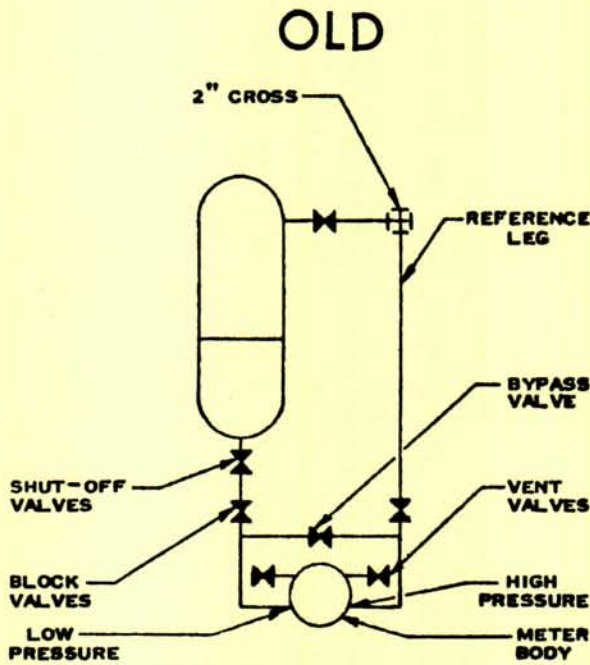 OLD
2" CROSS
REFERENCE
LEG
BYPASS
VALVE
SHUT-OFF
VALVES
VENT
VALVES
BLOCK
VALVES
HIGH
PRESSURE
LOW
PRESSURE
METER
BODY